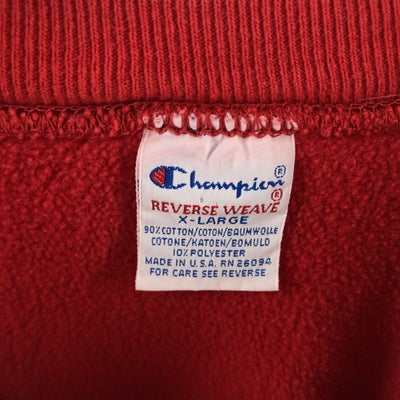 Champion®
REVERSE WEAVE®
X-LARGE
90% COTTON/COTON/BAUMWOLLE
COTONE/KATOEN/BOMULD
10% POLYESTER
MADE IN U.S.A. RN 26094
FOR CARE SEE REVERSE